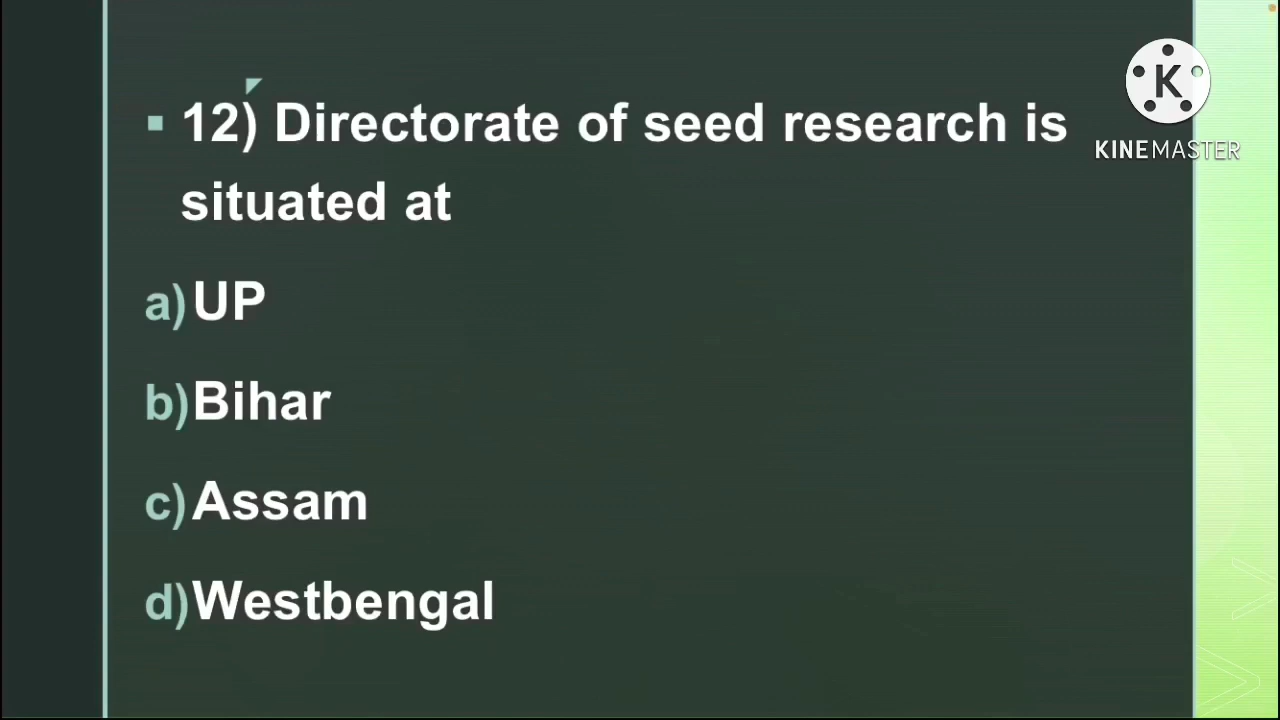 12) Directorate of seed research is
situated at
a) UP
b) Bihar
c) Assam
d) Westbengal
K
KINEMASTER